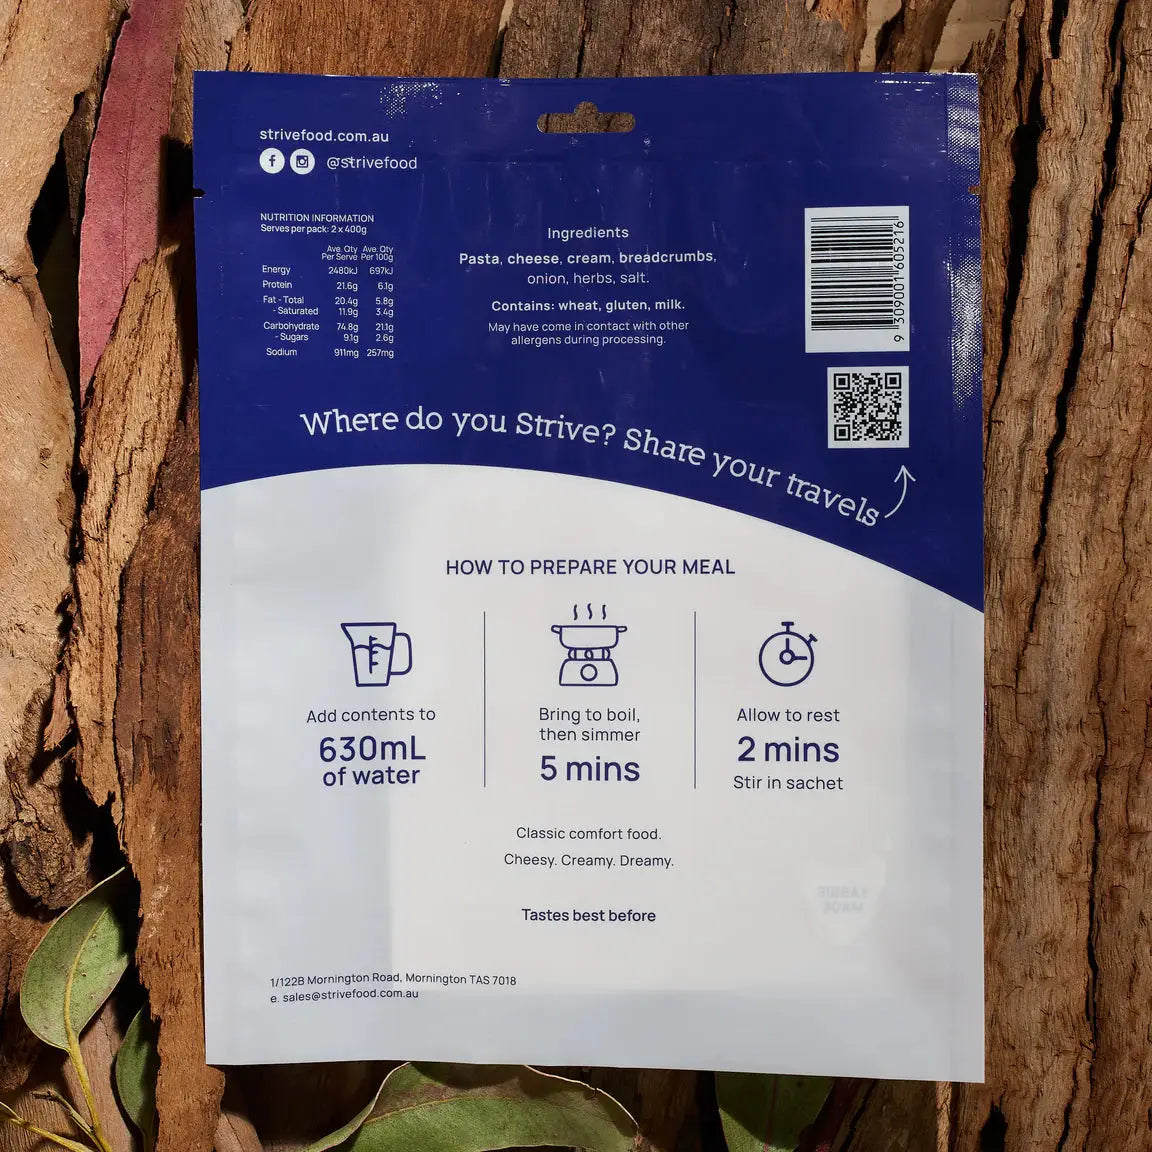 strivefood.com.au
@strivefood
NUTRITION INFORMATION
Serves per pack: 2 x 400g
Ave. Qty Ave. Qty
Per Serve Per 100g
Energy 2480kJ 697kJ
Protein 21.6g 6.1g
Fat - Total 20.4g 5.8g
- Saturated 11.9g 3.4g
Carbohydrate 74.8g 21.1g
- Sugars 9.1g 2.6g
Sodium 911mg 257mg
Ingredients
Pasta, cheese, cream, breadcrumbs,
onion, herbs, salt.
Contains: wheat, gluten, milk.
May have come in contact with other
allergens during processing.
9 309001 605216
Where do you Strive? Share your travels
HOW TO PREPARE YOUR MEAL
Add contents to
630mL
of water
Bring to boil,
then simmer
5 mins
Allow to rest
2 mins
Stir in sachet
Classic comfort food.
Cheesy. Creamy. Dreamy.
Tastes best before
1/122B Mornington Road, Mornington TAS 7018
e. sales@strivefood.com.au